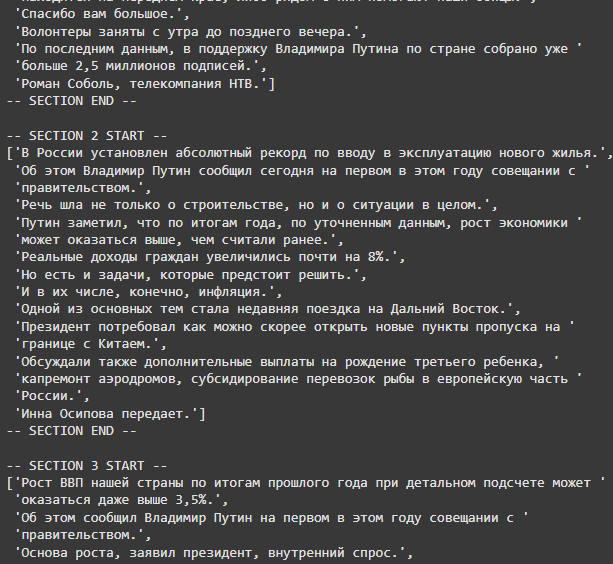 'Спасибо вам большое.',
'Волонтеры заняты с утра до позднего вечера.',
'По последним данным, в поддержку Владимира Путина по стране собрано уже '
'больше 2,5 миллионов подписей.',
'Роман Соболь, телекомпания НТВ.']
-- SECTION END --
-- SECTION 2 START --
['В России установлен абсолютный рекорд по вводу в эксплуатацию нового жилья.',
'Об этом Владимир Путин сообщил сегодня на первом в этом году совещании с '
'правительством.',
'Речь шла не только о строительстве, но и о ситуации в целом.',
'Путин заметил, что по итогам года, по уточненным данным, рост экономики '
'может оказаться выше, чем считали ранее.',
'Реальные доходы граждан увеличились почти на 8%.',
'Но есть и задачи, которые предстоит решить.',
'И в их числе, конечно, инфляция.',
'Одной из основных тем стала недавняя поездка на Дальний Восток.',
'Президент потребовал как можно скорее открыть новые пункты пропуска на '
'границе с Китаем.',
'Обсуждали также дополнительные выплаты на рождение третьего ребенка, '
'капремонт аэродромов, субсидирование перевозок рыбы в европейскую часть '
'России.',
'Инна Осипова передает.']
-- SECTION END --
-- SECTION 3 START --
['Рост ВВП нашей страны по итогам прошлого года при детальном подсчете может '
'оказаться даже выше 3,5%.',
'Об этом сообщил Владимир Путин на первом в этом году совещании с '
'правительством.',
'Основа роста, заявил президент, внутренний спрос.',